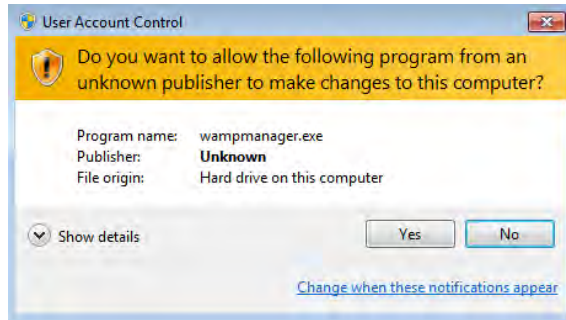 User Account Control
Do you want to allow the following program from an
unknown publisher to make changes to this computer?
Program name: wampmanager.exe
Publisher: Unknown
File origin: Hard drive on this computer
Show details
Yes No
Change when these notifications appear